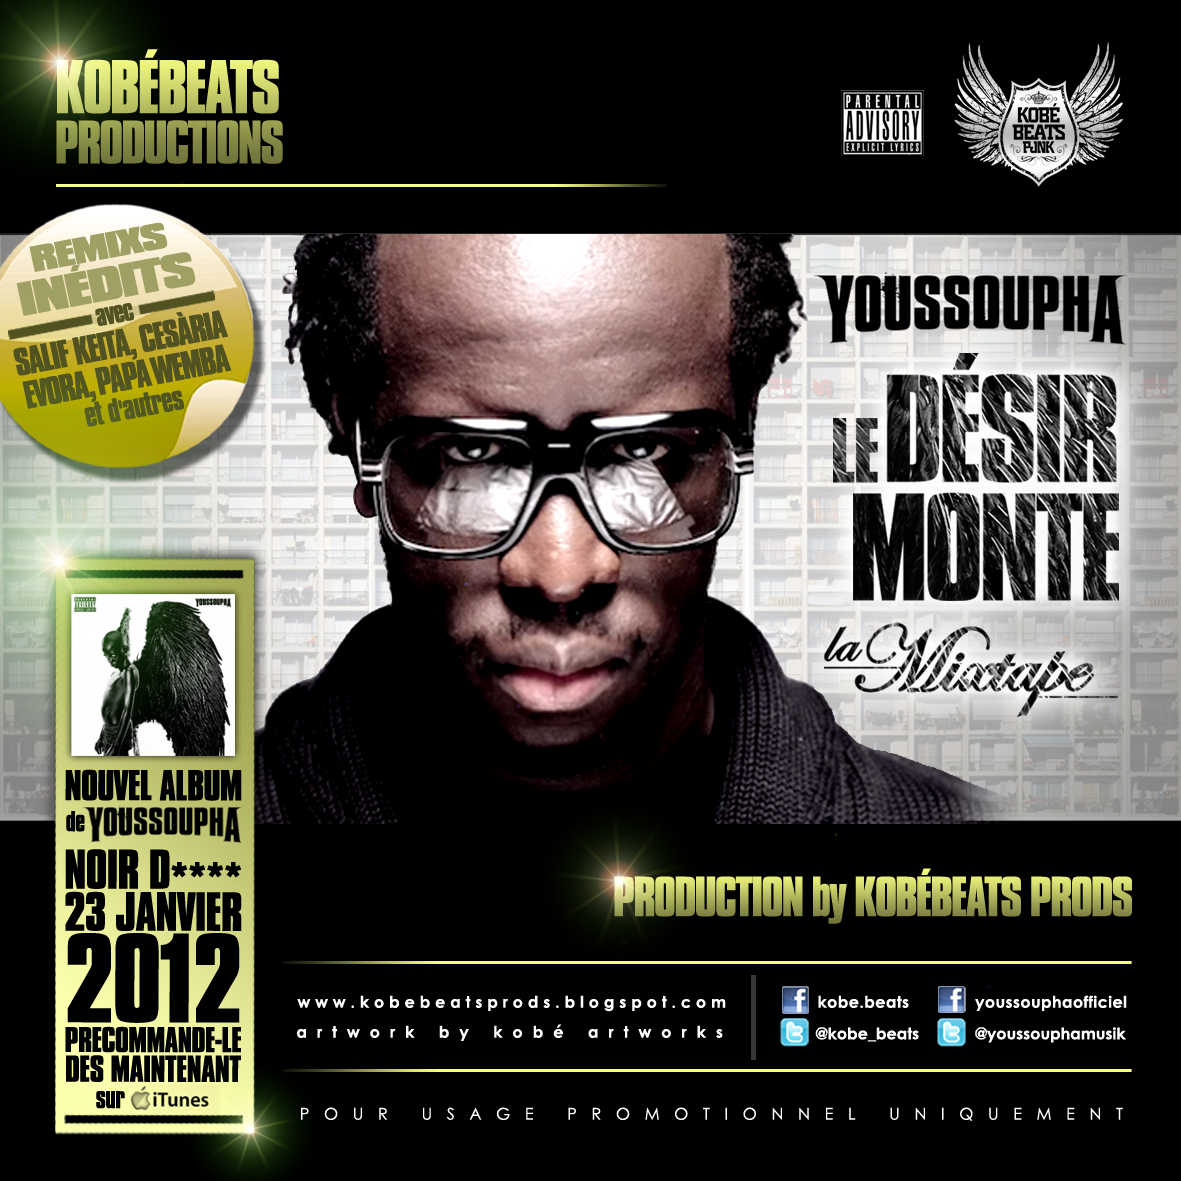 KOBÉBEATS
PRODUCTIONS
PARENTAL
ADVISORY
EXPLICIT LYRICS
KOBÉ
BEATS
PUNK
REMIXS
INÉDITS
avec
SALIF KEITA, CESÀRIA
EVORA, PAPA WEMBA
et d'autres
YOUSSOUPHA
LE DÉSIR
MONTE
la Mixtape
YOUSSOUPHA
NOUVEL ALBUM
de YOUSSOUPHA
NOIR D****
23 JANVIER
2012
PRECOMMANDE-LE
DES MAINTENANT
sur iTunes
PRODUCTION by KOBÉBEATS PRODS
www.kobebeatsprods.blogspot.com
artwork by kobé artworks
kobe.beats
youssouphaofficiel
@kobe_beats
@youssouphamusik
POUR USAGE PROMOTIONNEL UNIQUEMENT